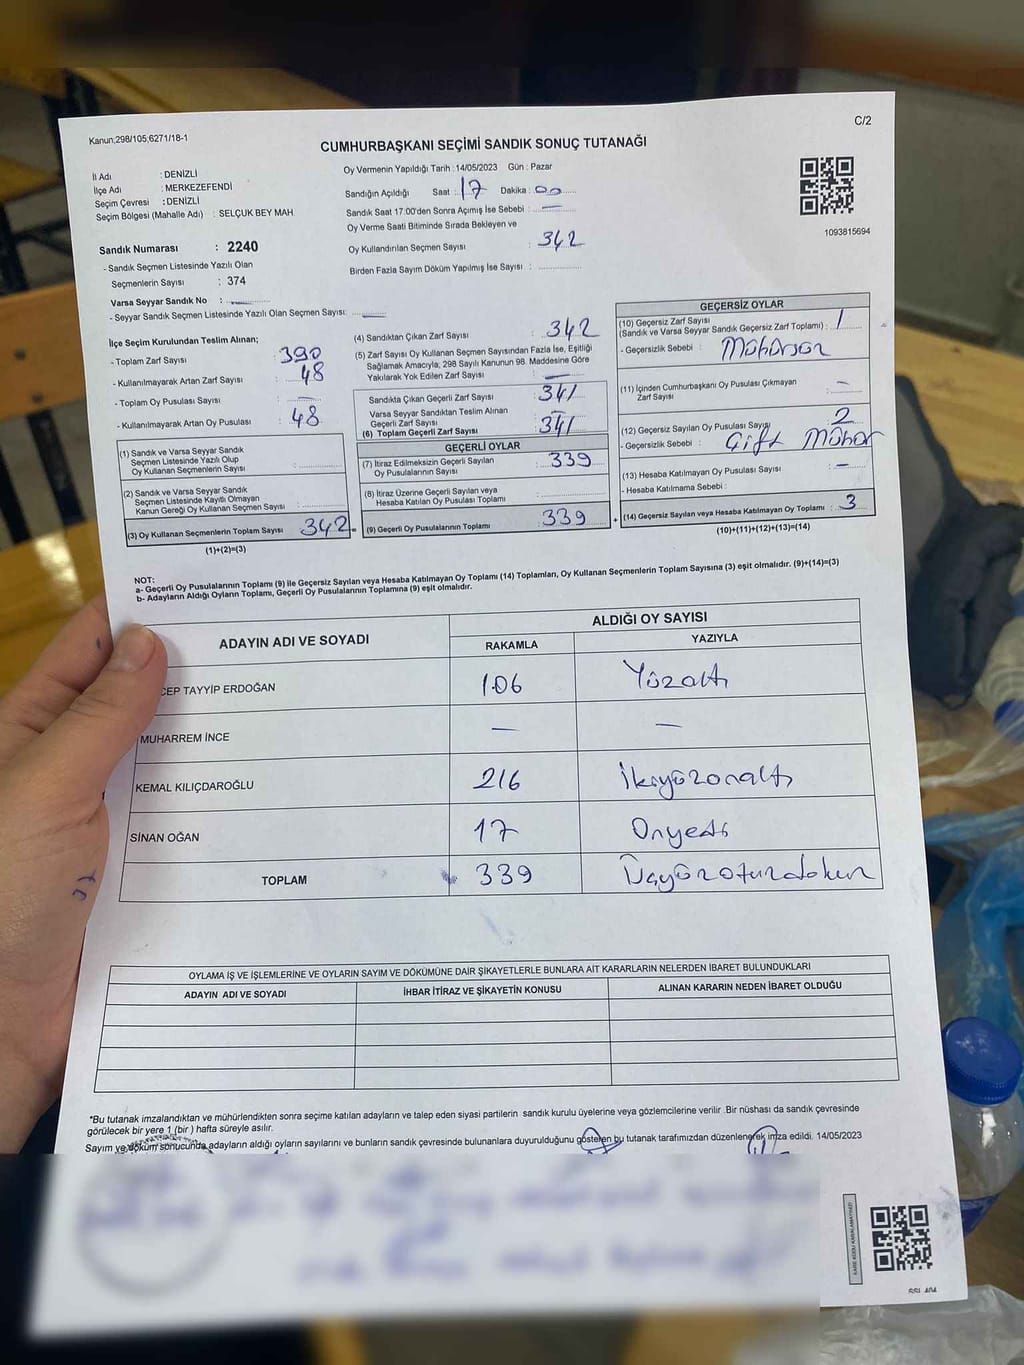 Kanun,298/105,6271/18-1
C/2
CUMHURBAŞKANI SEÇİMİ SANDIK SONUÇ TUTANAĞI
İl Adı : DENİZLİ
İlçe Adı : MERKEZEFENDİ
Seçim Çevresi : DENİZLİ
Seçim Bölgesi (Mahalle Adı) : SELÇUK BEY MAH.
Sandık Numarası : 2240
- Sandık Seçmen Listesinde Yazılı Olan
Seçmenlerin Sayısı : 374
Varsa Seyyar Sandık No : —
- Seyyar Sandık Seçmen Listesinde Yazılı Olan Seçmen Sayısı: —
Oy Vermenin Yapıldığı Tarih : 14/05/2023 Gün : Pazar
Sandığın Açıldığı Saat : 17 Dakika : 00
Sandık Saat 17:00'den Sonra Açımış İse Sebebi : —
Oy Verme Saati Bitiminde Sırada Bekleyen ve
Oy Kullandırılan Seçmen Sayısı : 342
Birden Fazla Sayım Döküm Yapılmış İse Sayısı :
1093815694
İlçe Seçim Kurulundan Teslim Alınan;
- Toplam Zarf Sayısı : 390
- Kullanılmayarak Artan Zarf Sayısı : 48
- Toplam Oy Pusulası Sayısı : —
- Kullanılmayarak Artan Oy Pusulası : 48
(1) Sandık ve Varsa Seyyar Sandık
Seçmen Listesinde Yazılı Olup
Oy Kullanan Seçmenlerin Sayısı :
(2) Sandık ve Varsa Seyyar Sandık
Seçmen Listesinde Kayıtlı Olmayan
Kanun Gereği Oy Kullanan Seçmen Sayısı :
(3) Oy Kullanan Seçmenlerin Toplam Sayısı : 342 =
(1)+(2)=(3)
(4) Sandıktan Çıkan Zarf Sayısı : 342
(5) Zarf Sayısı Oy Kullanan Seçmen Sayısından Fazla İse, Eşitliği
Sağlamak Amacıyla, 298 Sayılı Kanunun 98. Maddesine Göre
Yakılarak Yok Edilen Zarf Sayısı : —
Sandıkta Çıkan Geçerli Zarf Sayısı : 341
Varsa Seyyar Sandıktan Teslim Alınan
Geçerli Zarf Sayısı : —
(6) Toplam Geçerli Zarf Sayısı : 341
GEÇERLİ OYLAR
(7) İtiraz Edilmeksizin Geçerli Sayılan
Oy Pusulalarının Sayısı : 339
(8) İtiraz Üzerine Geçerli Sayılan veya
Hesaba Katılan Oy Pusulası Toplamı :
(9) Geçerli Oy Pusulalarının Toplamı : 339 +
GEÇERSİZ OYLAR
(10) Geçersiz Zarf Sayısı
(Sandık ve Varsa Seyyar Sandık Geçersiz Zarf Toplamı) : 1
- Geçersizlik Sebebi : Mühürsüz
(11) İçinden Cumhurbaşkanı Oy Pusulası Çıkmayan
Zarf Sayısı : —
(12) Geçersiz Sayılan Oy Pusulası Sayısı : 2
- Geçersizlik Sebebi : Çift Mühür
(13) Hesaba Katılmayan Oy Pusulası Sayısı : —
- Hesaba Katılmama Sebebi :
(14) Geçersiz Sayılan veya Hesaba Katılmayan Oy Toplamı : 3
(10)+(11)+(12)+(13)=(14)
NOT:
a- Geçerli Oy Pusulalarının Toplamı (9) ile Geçersiz Sayılan veya Hesaba Katılmayan Oy Toplamı (14) Toplamları, Oy Kullanan Seçmenlerin Toplam Sayısına (3) eşit olmalıdır. (9)+(14)=(3)
b- Adayların Aldığı Oyların Toplamı, Geçerli Oy Pusulalarının Toplamına (9) eşit olmalıdır.
ADAYIN ADI VE SOYADI
ALDIĞI OY SAYISI
RAKAMLA YAZIYLA
CEP TAYYİP ERDOĞAN 106 Yüzaltı
MUHARREM İNCE — —
KEMAL KILIÇDAROĞLU 216 İkiyüzonaltı
SİNAN OĞAN 17 Onyedi
TOPLAM 339 Üçyüzotuzdokuz
OYLAMA İŞ VE İŞLEMLERİNE VE OYLARIN SAYIM VE DÖKÜMÜNE DAİR ŞİKAYETLERLE BUNLARA AİT KARARLARIN NELERDEN İBARET BULUNDUKLARI
ADAYIN ADI VE SOYADI İHBAR İTİRAZ VE ŞİKAYETİN KONUSU ALINAN KARARIN NEDEN İBARET OLDUĞU
*Bu tutanak imzalandıktan ve mühürlendikten sonra seçime katılan adayların ve talep eden siyasi partilerin sandık kurulu üyelerine veya gözlemcilerine verilir .Bir nüshası da sandık çevresinde
görülecek bir yere 1 (bir ) hafta süreyle asılır.
Sayım ve döküm sonucunda adayların aldığı oyların sayılarını ve bunların sandık çevresinde bulunanlara duyurulduğunu gösteren bu tutanak tarafımızdan düzenlenerek imza edildi. 14/05/2023
KARE KODU KARALAMAYINIZ!